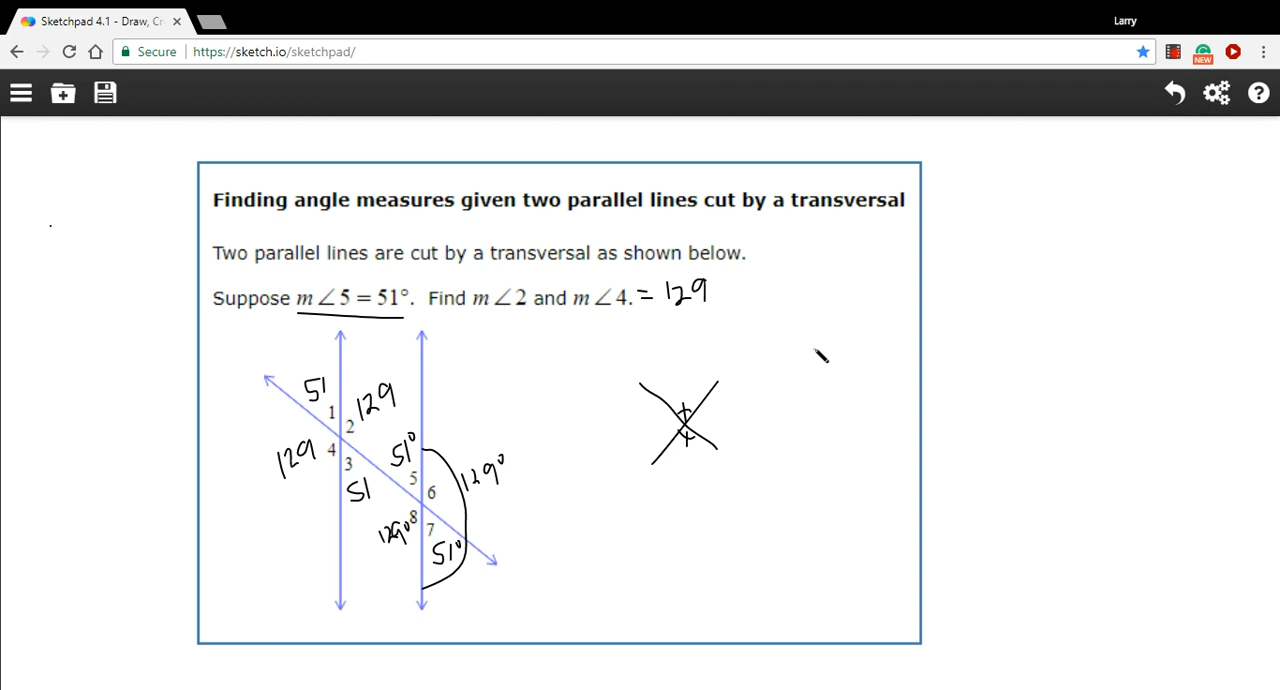 Sketchpad 4.1 - Draw, Cr
Larry
Secure https://sketch.io/sketchpad/
NEW
Finding angle measures given two parallel lines cut by a transversal
Two parallel lines are cut by a transversal as shown below.
Suppose m∠5 = 51°. Find m∠2 and m∠4. = 129
51
1
129
2
129
4
3
51
51°
5
129°
6
8
129°
7
51°